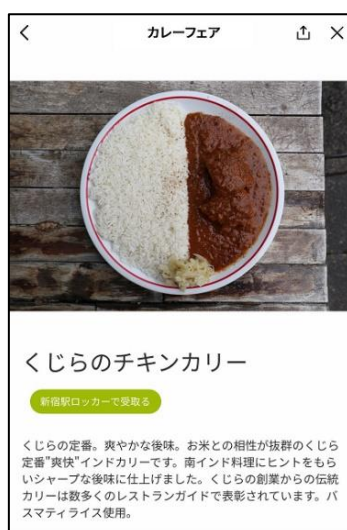 カレーフェア
くじらのチキンカリー
新宿駅ロッカーで受取る
くじらの定番。爽やかな後味。お米との相性が抜群のくじら
定番"爽快"インドカリーです。南インド料理にヒントをもら
いシャープな後味に仕上げました。くじらの創業からの伝統
カリーは数多くのレストランガイドで表彰されています。バ
スマティライス使用。